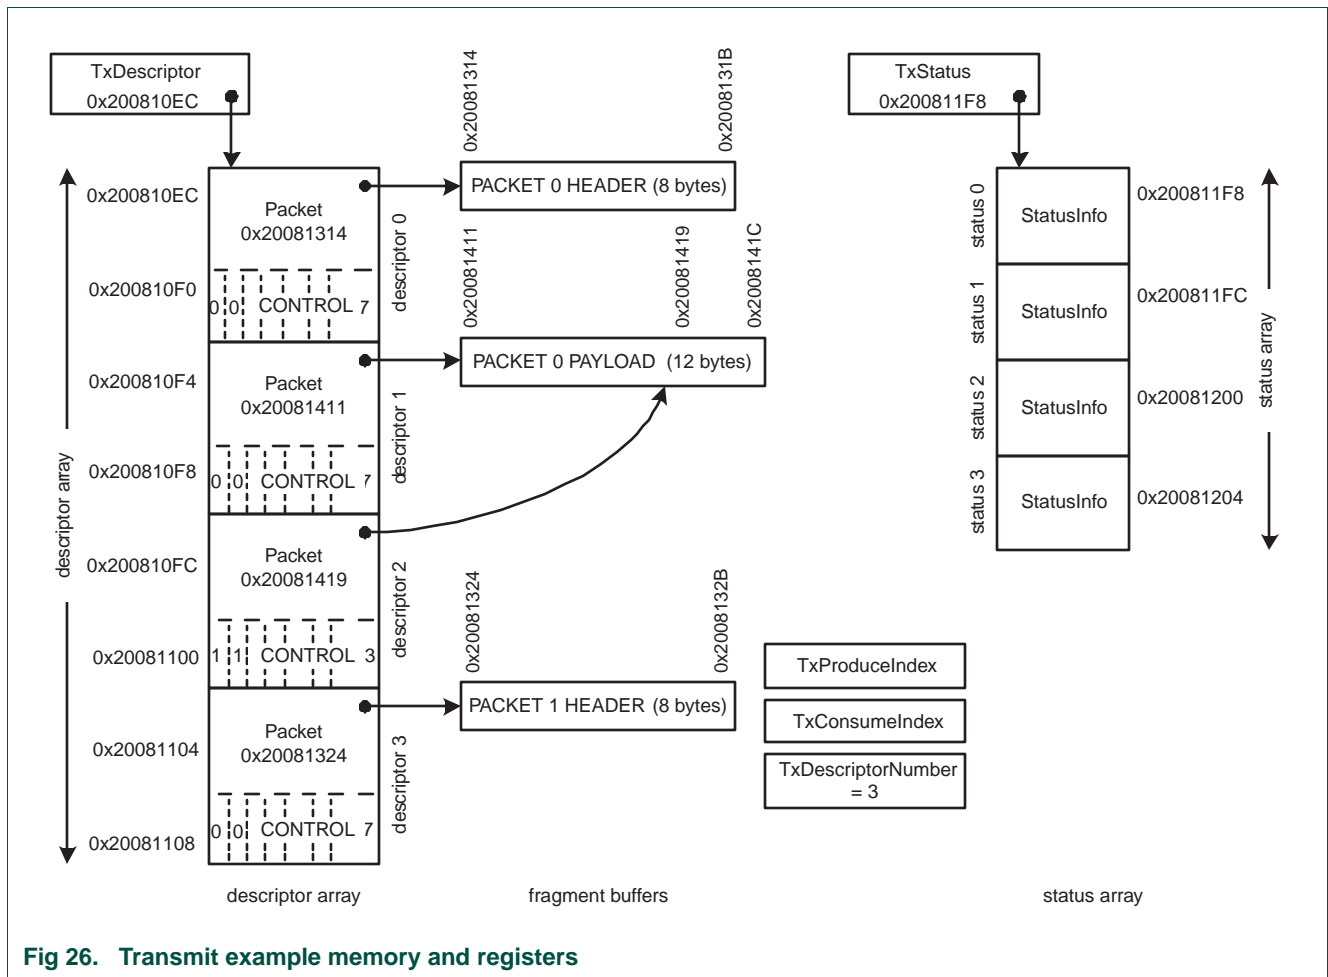 TxDescriptor
0x200810EC
TxStatus
0x200811F8
0x20081314
0x2008131B
PACKET 0 HEADER (8 bytes)
descriptor array
0x200810EC
Packet
0x20081314
descriptor 0
0x200810F0
0 0 CONTROL 7
0x20081411
0x20081419
0x2008141C
PACKET 0 PAYLOAD (12 bytes)
0x200810F4
Packet
0x20081411
descriptor 1
0x200810F8
0 0 CONTROL 7
0x200810FC
Packet
0x20081419
descriptor 2
0x20081100
1 1 CONTROL 3
0x20081324
0x2008132B
PACKET 1 HEADER (8 bytes)
0x20081104
Packet
0x20081324
descriptor 3
0x20081108
0 0 CONTROL 7
status 0
StatusInfo
0x200811F8
status 1
StatusInfo
0x200811FC
status 2
StatusInfo
0x20081200
status 3
StatusInfo
0x20081204
status array
TxProduceIndex
TxConsumeIndex
TxDescriptorNumber
= 3
descriptor array
fragment buffers
status array
Fig 26. Transmit example memory and registers